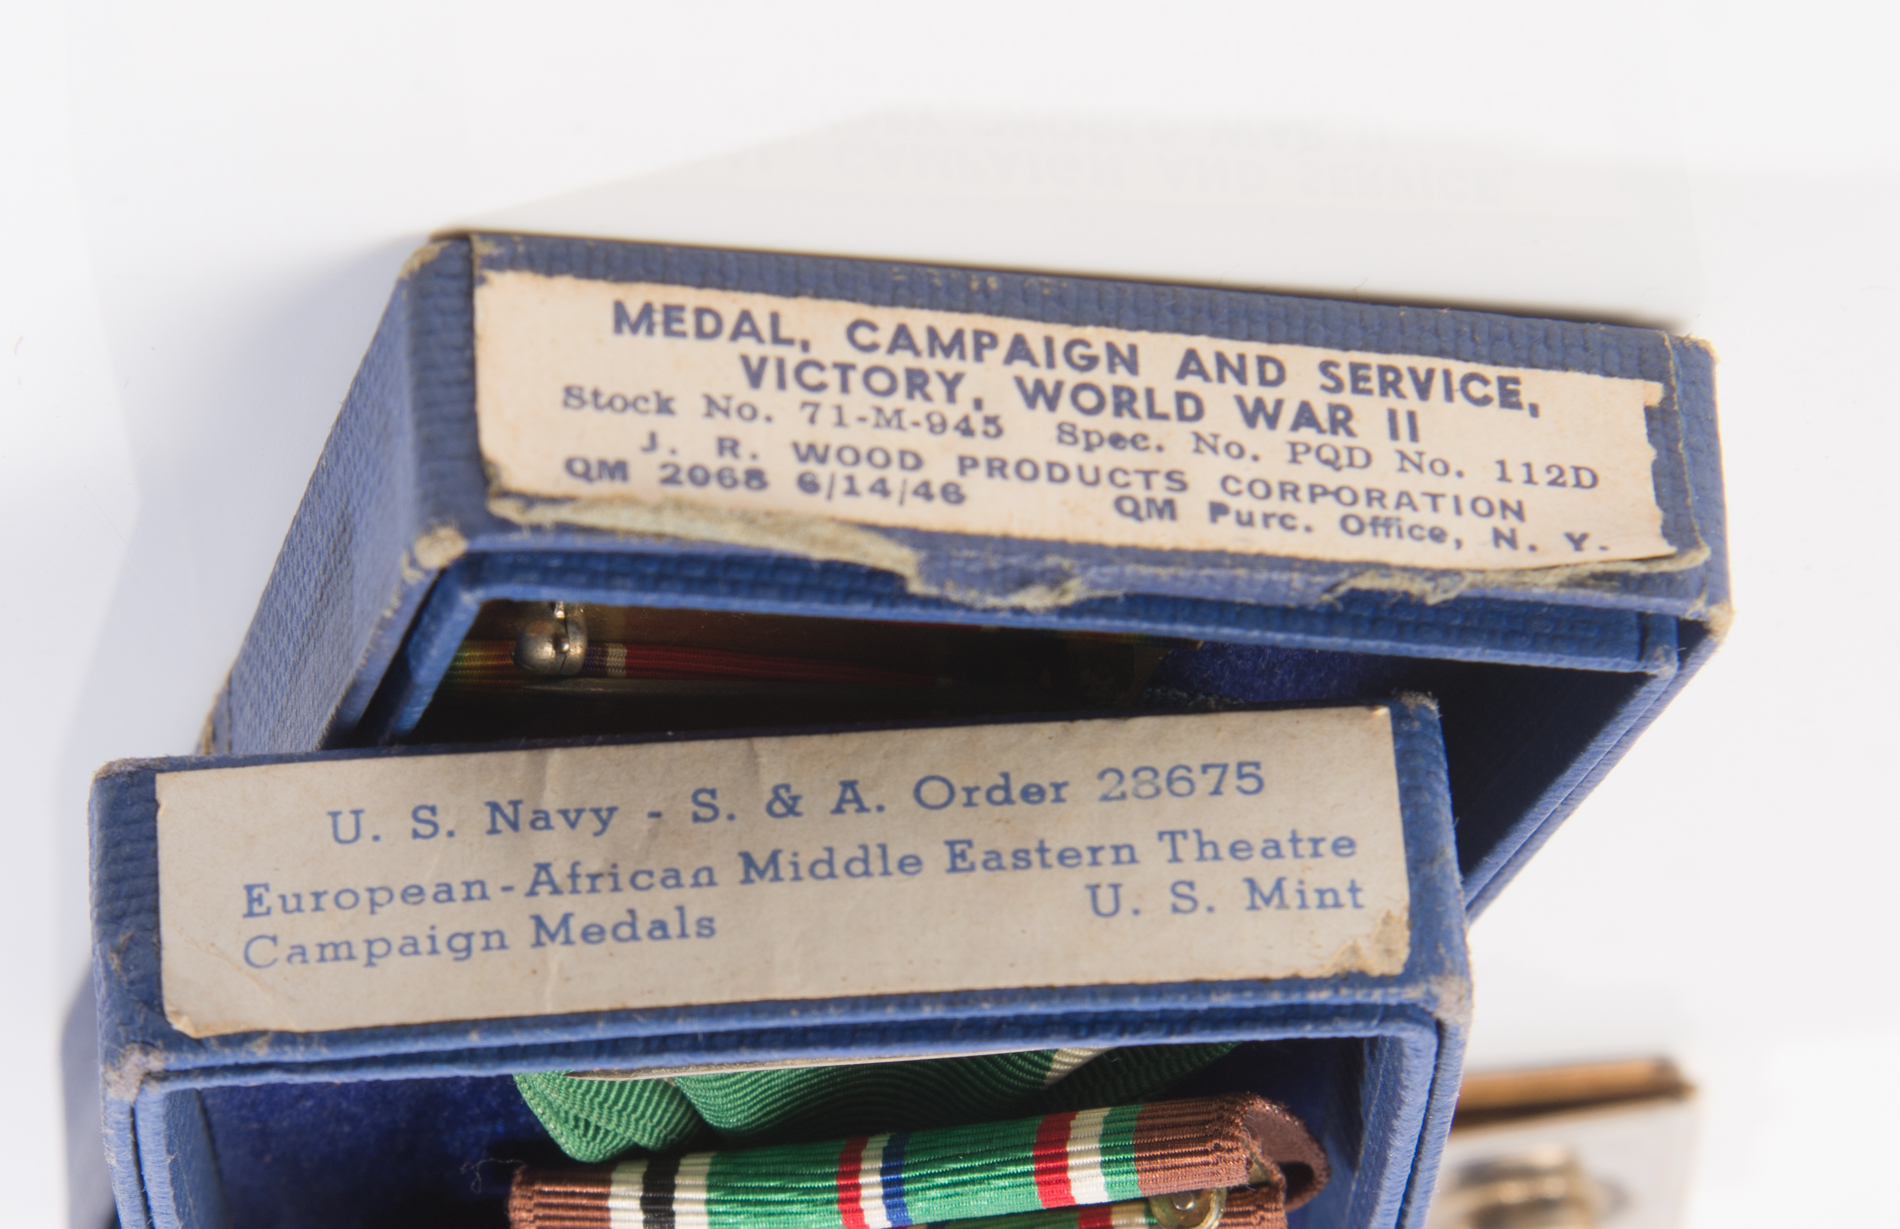 MEDAL, CAMPAIGN AND SERVICE,
VICTORY, WORLD WAR II
Stock No. 71-M-945 Spec. No. PQD No. 112D
J. R. WOOD PRODUCTS CORPORATION
QM 2068 6/14/46 QM Purc. Office, N. Y.
U. S. Navy - S. & A. Order 28675
European-African Middle Eastern Theatre
Campaign Medals U. S. Mint